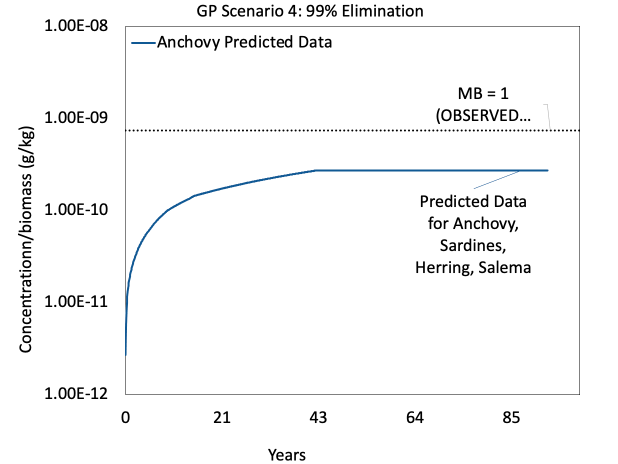 GP Scenario 4: 99% Elimination
1.00E-08
Anchovy Predicted Data
MB = 1
(OBSERVED...
1.00E-09
Predicted Data
for Anchovy,
Sardines,
Herring, Salema
1.00E-10
1.00E-11
1.00E-12
Concentrationn/biomass (g/kg)
0 21 43 64 85
Years